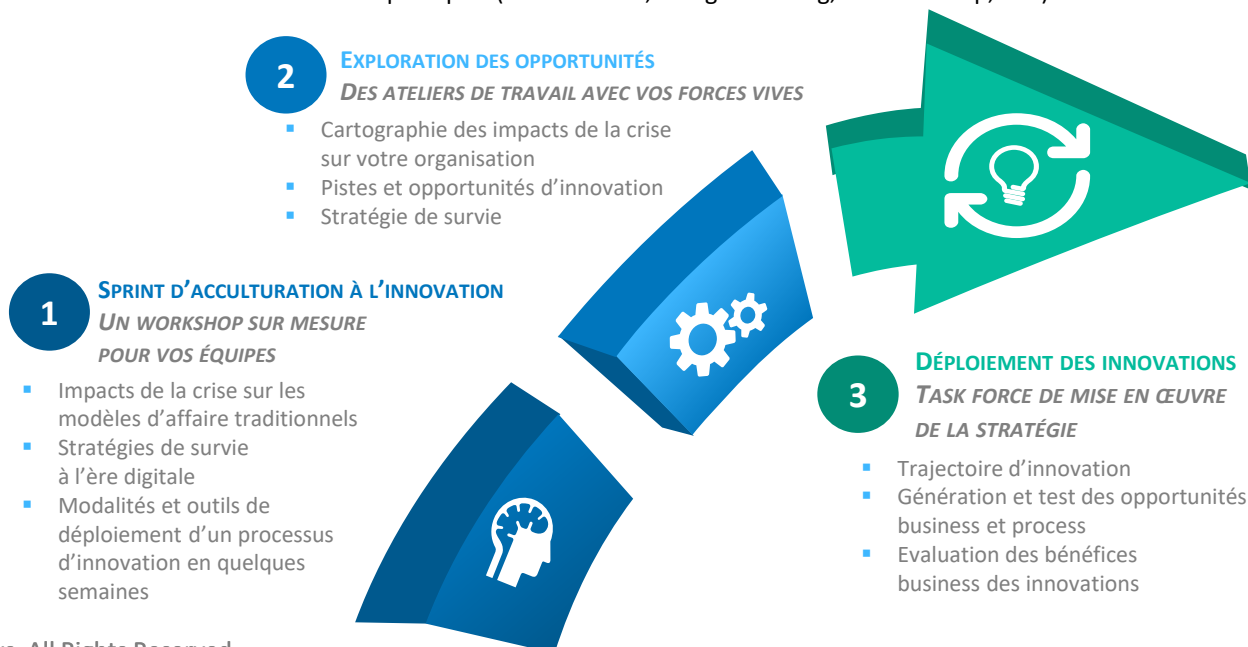 2
EXPLORATION DES OPPORTUNITÉS
DES ATELIERS DE TRAVAIL AVEC VOS FORCES VIVES
▪ Cartographie des impacts de la crise
sur votre organisation
▪ Pistes et opportunités d’innovation
▪ Stratégie de survie
1
SPRINT D’ACCULTURATION À L’INNOVATION
UN WORKSHOP SUR MESURE
POUR VOS ÉQUIPES
▪ Impacts de la crise sur les
modèles d’affaire traditionnels
▪ Stratégies de survie
à l’ère digitale
▪ Modalités et outils de
déploiement d’un processus
d’innovation en quelques
semaines
3
DÉPLOIEMENT DES INNOVATIONS
TASK FORCE DE MISE EN ŒUVRE
DE LA STRATÉGIE
▪ Trajectoire d’innovation
▪ Génération et test des opportunités
business et process
▪ Evaluation des bénéfices
business des innovations
All Rights Reserved